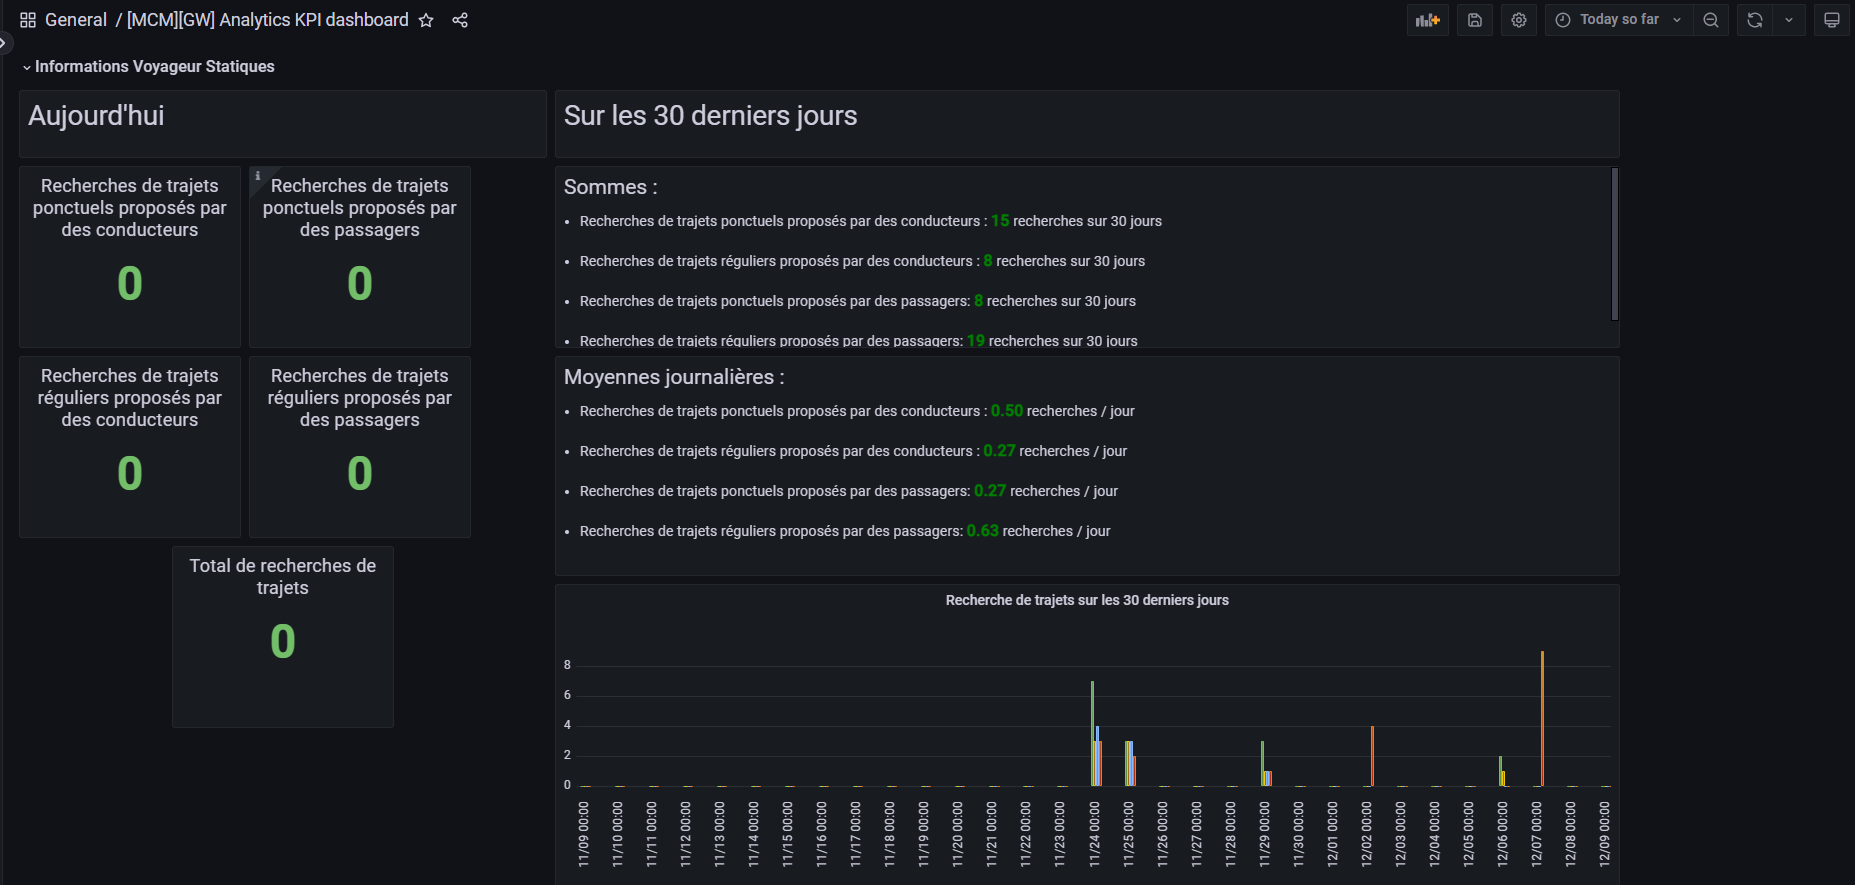 General / [MCM][GW] Analytics KPI dashboard
Today so far
Informations Voyageur Statiques
Aujourd'hui
Sur les 30 derniers jours
Recherches de trajets
ponctuels proposés par
des conducteurs
0
i
Recherches de trajets
ponctuels proposés par
des passagers
0
Recherches de trajets
réguliers proposés par
des conducteurs
0
Recherches de trajets
réguliers proposés par
des passagers
0
Total de recherches de
trajets
0
Sommes :
• Recherches de trajets ponctuels proposés par des conducteurs : 15 recherches sur 30 jours
• Recherches de trajets réguliers proposés par des conducteurs : 8 recherches sur 30 jours
• Recherches de trajets ponctuels proposés par des passagers: 8 recherches sur 30 jours
• Recherches de trajets réguliers proposés par des passagers: 19 recherches sur 30 jours
Moyennes journalières :
• Recherches de trajets ponctuels proposés par des conducteurs : 0.50 recherches / jour
• Recherches de trajets réguliers proposés par des conducteurs : 0.27 recherches / jour
• Recherches de trajets ponctuels proposés par des passagers: 0.27 recherches / jour
• Recherches de trajets réguliers proposés par des passagers: 0.63 recherches / jour
Recherche de trajets sur les 30 derniers jours
8
6
4
2
0
11/09 00:00
11/10 00:00
11/11 00:00
11/12 00:00
11/13 00:00
11/14 00:00
11/15 00:00
11/16 00:00
11/17 00:00
11/18 00:00
11/19 00:00
11/20 00:00
11/21 00:00
11/22 00:00
11/23 00:00
11/24 00:00
11/25 00:00
11/26 00:00
11/27 00:00
11/28 00:00
11/29 00:00
11/30 00:00
12/01 00:00
12/02 00:00
12/03 00:00
12/04 00:00
12/05 00:00
12/06 00:00
12/07 00:00
12/08 00:00
12/09 00:00